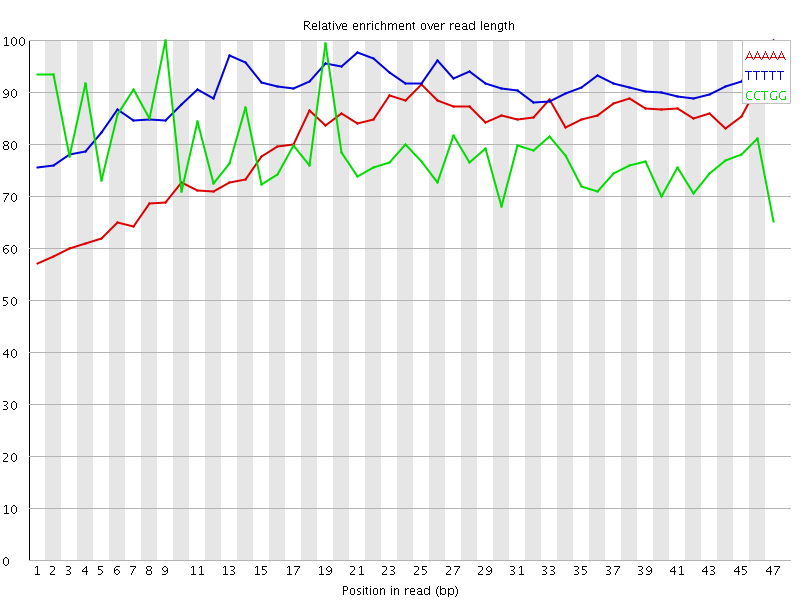 Relative enrichment over read length
100
90
80
70
60
50
40
30
20
10
0
AAAAA
TTTTT
CCTGG
1 2 3 4 5 6 7 8 9 11 13 15 17 19 21 23 25 27 29 31 33 35 37 39 41 43 45 47
Position in read (bp)